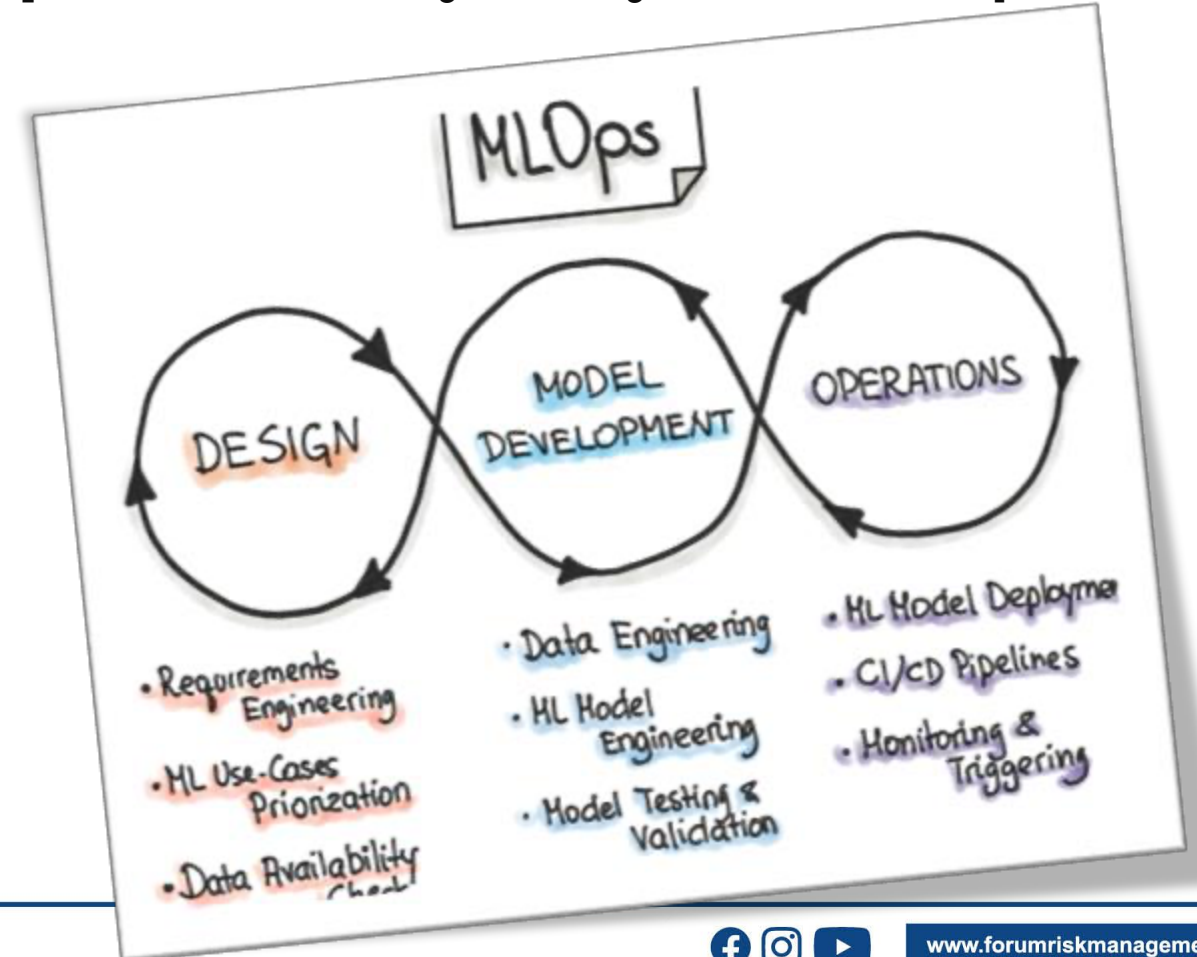 MLOps
DESIGN
MODEL
DEVELOPMENT
OPERATIONS
• Requirements
Engineering
• ML Use-Cases
Priorization
• Data Availability
• Data Engineering
• ML Model
Engineering
• Model Testing &
Validation
• ML Model Deployme
• CI/CD Pipelines
• Monitoring &
Triggering
www.forumriskmanageme